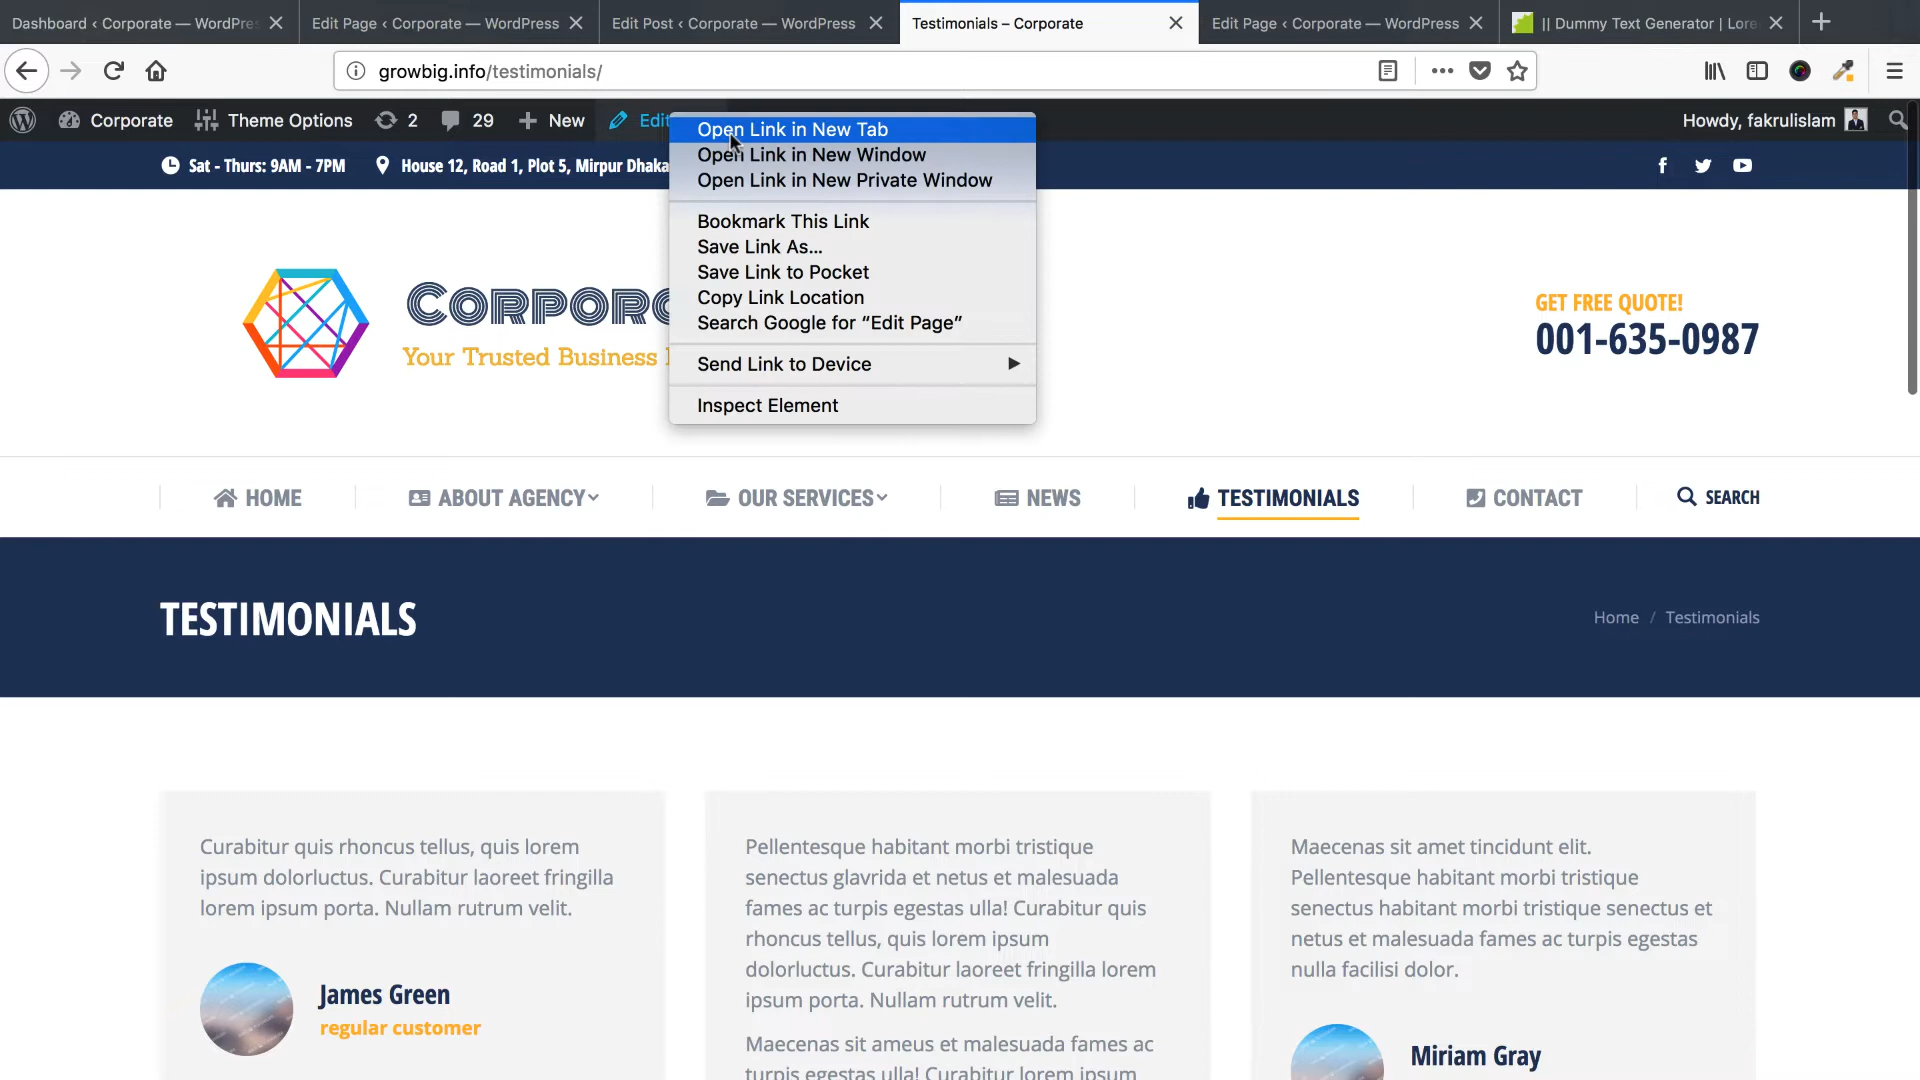 Dashboard ‹ Corporate — WordPres
Edit Page ‹ Corporate — WordPress
Edit Post ‹ Corporate — WordPress
Testimonials – Corporate
Edit Page ‹ Corporate — WordPress
|| Dummy Text Generator | Lore
growbig.info/testimonials/
Corporate
Theme Options
2
29
New
Edit
Howdy, fakrulislam
Open Link in New Tab
Open Link in New Window
Open Link in New Private Window
Bookmark This Link
Save Link As...
Save Link to Pocket
Copy Link Location
Search Google for “Edit Page”
Send Link to Device
Inspect Element
Sat - Thurs: 9AM - 7PM
House 12, Road 1, Plot 5, Mirpur Dhaka
Corpora
Your Trusted Business
GET FREE QUOTE!
001-635-0987
HOME
ABOUT AGENCY
OUR SERVICES
NEWS
TESTIMONIALS
CONTACT
SEARCH
TESTIMONIALS
Home / Testimonials
Curabitur quis rhoncus tellus, quis lorem
ipsum dolorluctus. Curabitur laoreet fringilla
lorem ipsum porta. Nullam rutrum velit.
James Green
regular customer
Pellentesque habitant morbi tristique
senectus glavrida et netus et malesuada
fames ac turpis egestas ulla! Curabitur quis
rhoncus tellus, quis lorem ipsum
dolorluctus. Curabitur laoreet fringilla lorem
ipsum porta. Nullam rutrum velit.
Maecenas sit ameus et malesuada fames ac
turpis egestas ulla! Curabitur lorem ipsum
Maecenas sit amet tincidunt elit.
Pellentesque habitant morbi tristique
senectus habitant morbi tristique senectus et
netus et malesuada fames ac turpis egestas
nulla facilisi dolor.
Miriam Gray